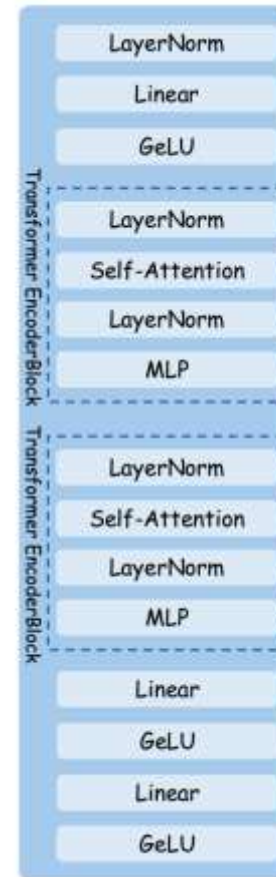 LayerNorm
Linear
GeLU
Transformer EncoderBlock
LayerNorm
Self-Attention
LayerNorm
MLP
Transformer EncoderBlock
LayerNorm
Self-Attention
LayerNorm
MLP
Linear
GeLU
Linear
GeLU